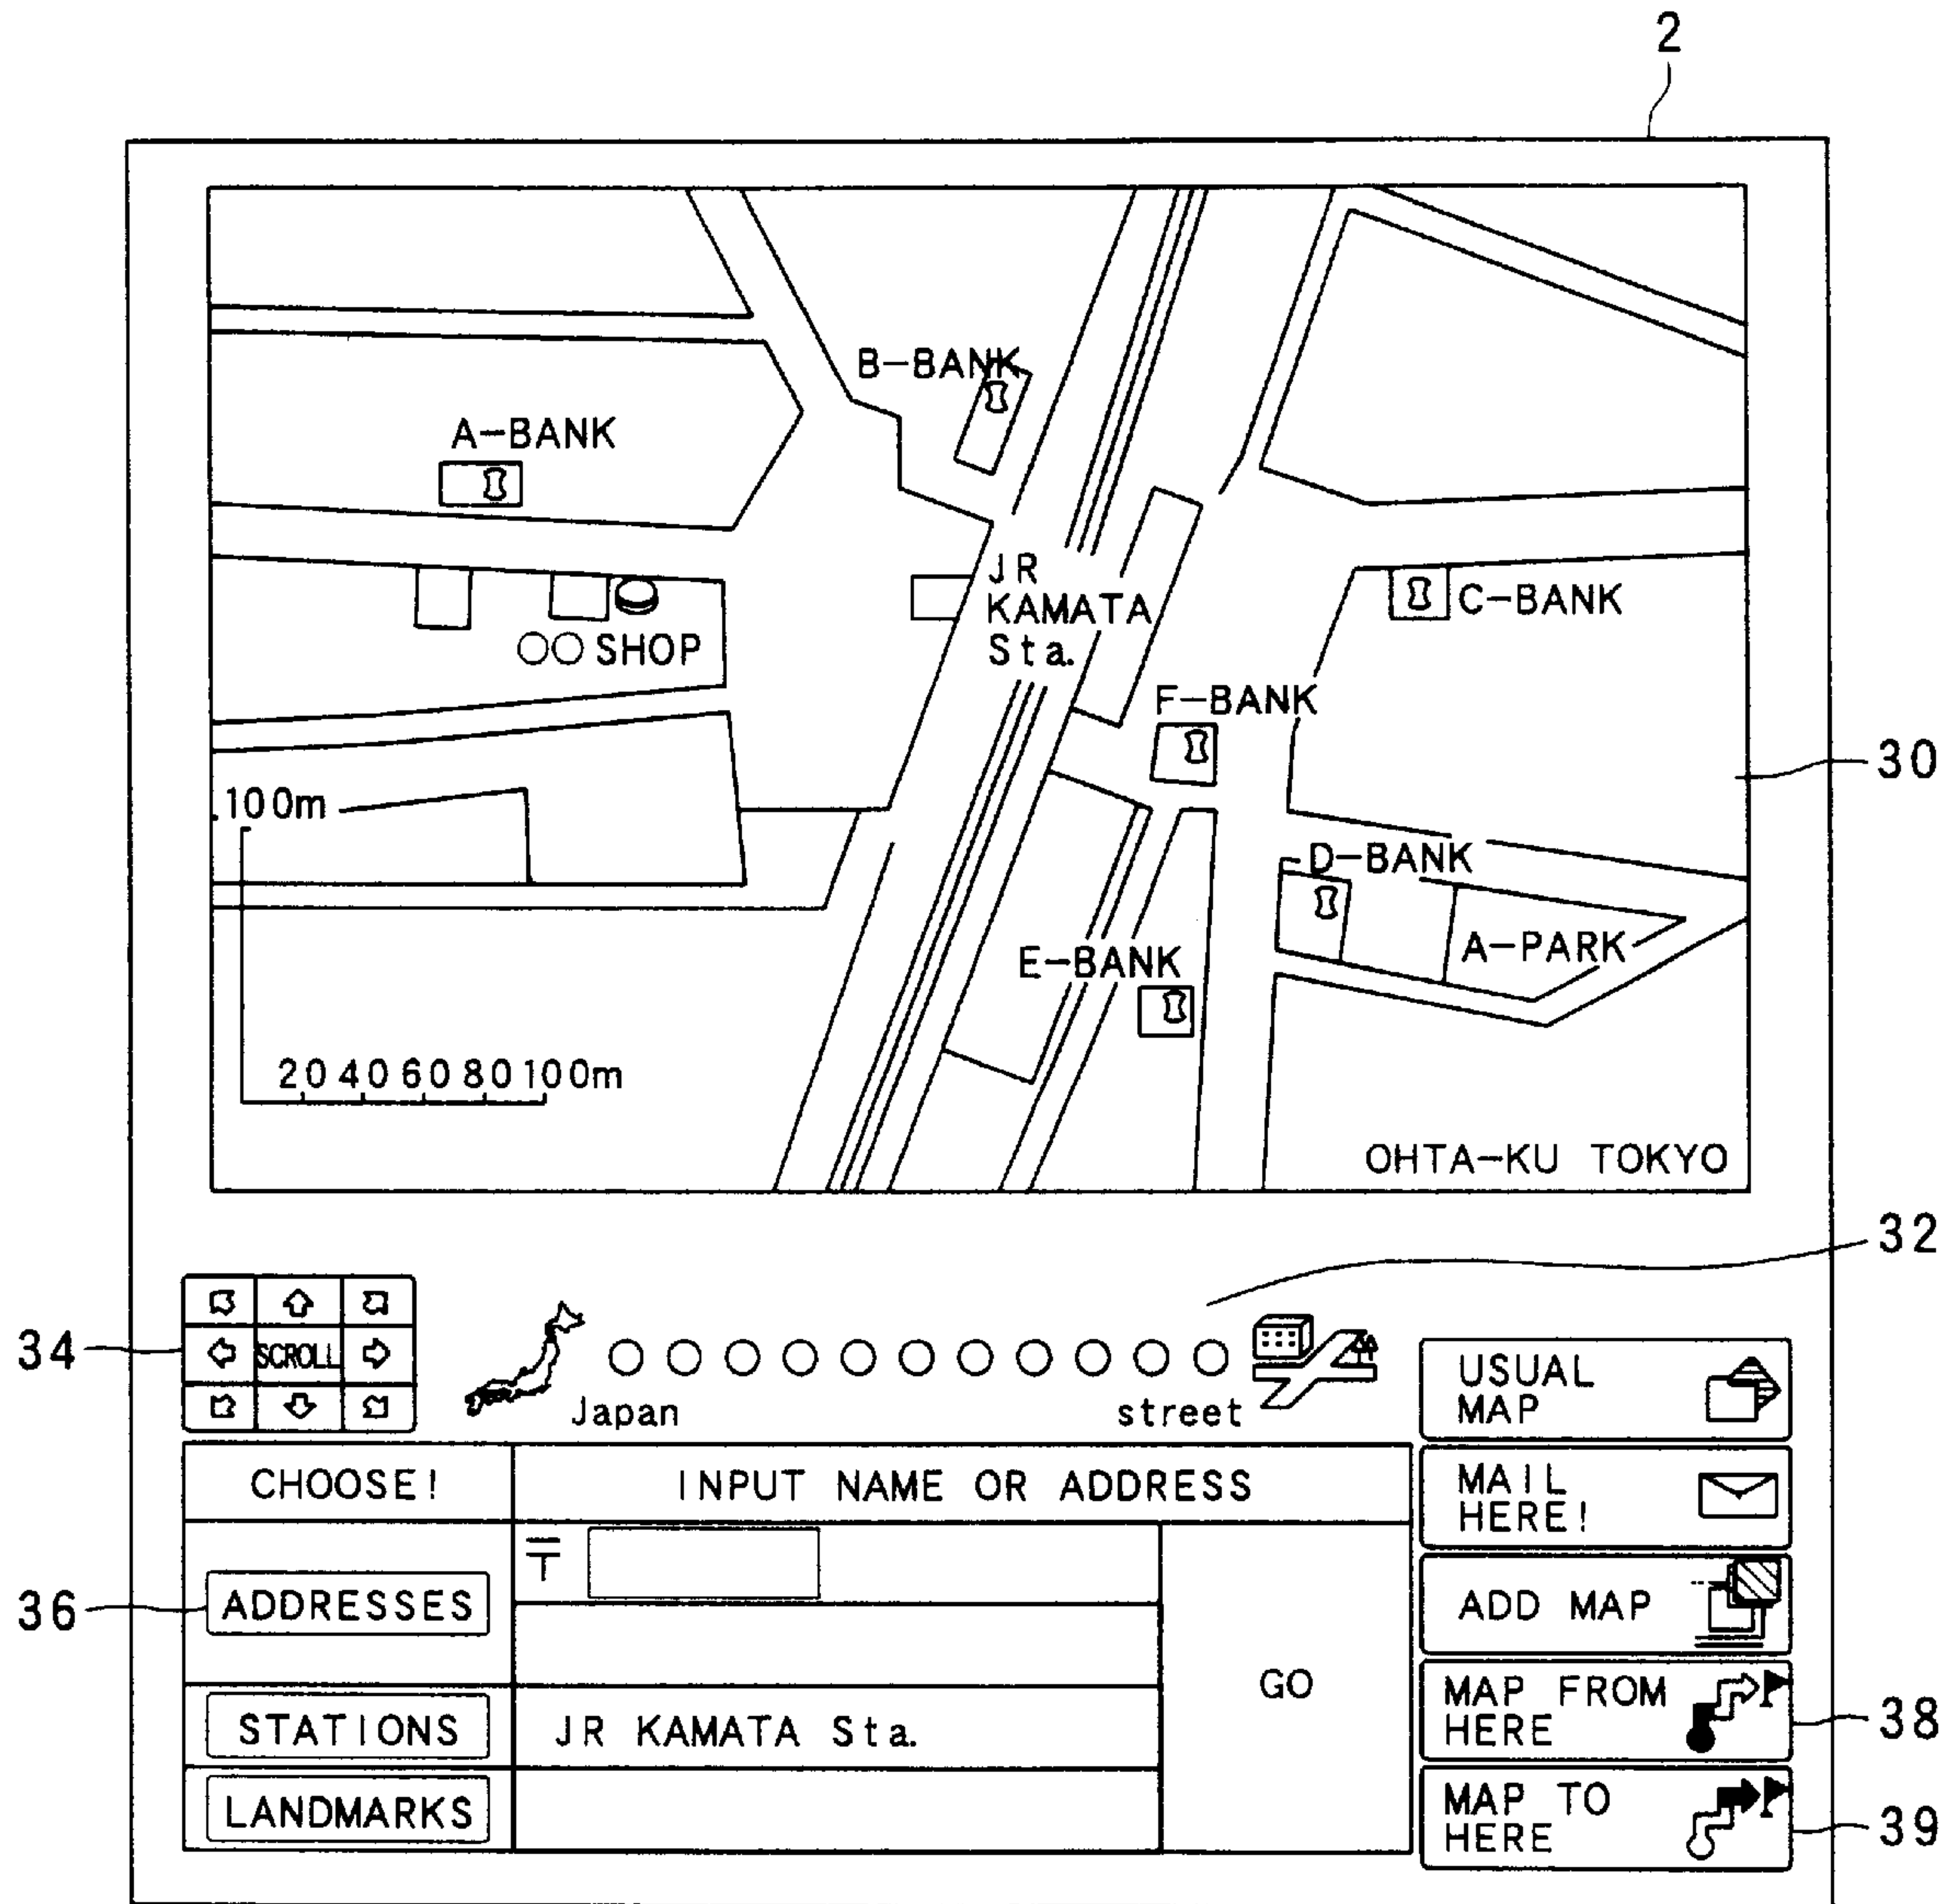 2
B-BANK
A-BANK
JR
KAMATA
Sta.
C-BANK
○○ SHOP
F-BANK
30
100m
D-BANK
A-PARK
E-BANK
20 40 60 80 100m
OHTA-KU TOKYO
32
34
SCROLL
Japan
street
USUAL
MAP
CHOOSE!
INPUT NAME OR ADDRESS
MAIL
HERE!
〒
36
ADDRESSES
ADD MAP
GO
STATIONS
JR KAMATA Sta.
MAP FROM
HERE
38
LANDMARKS
MAP TO
HERE
39